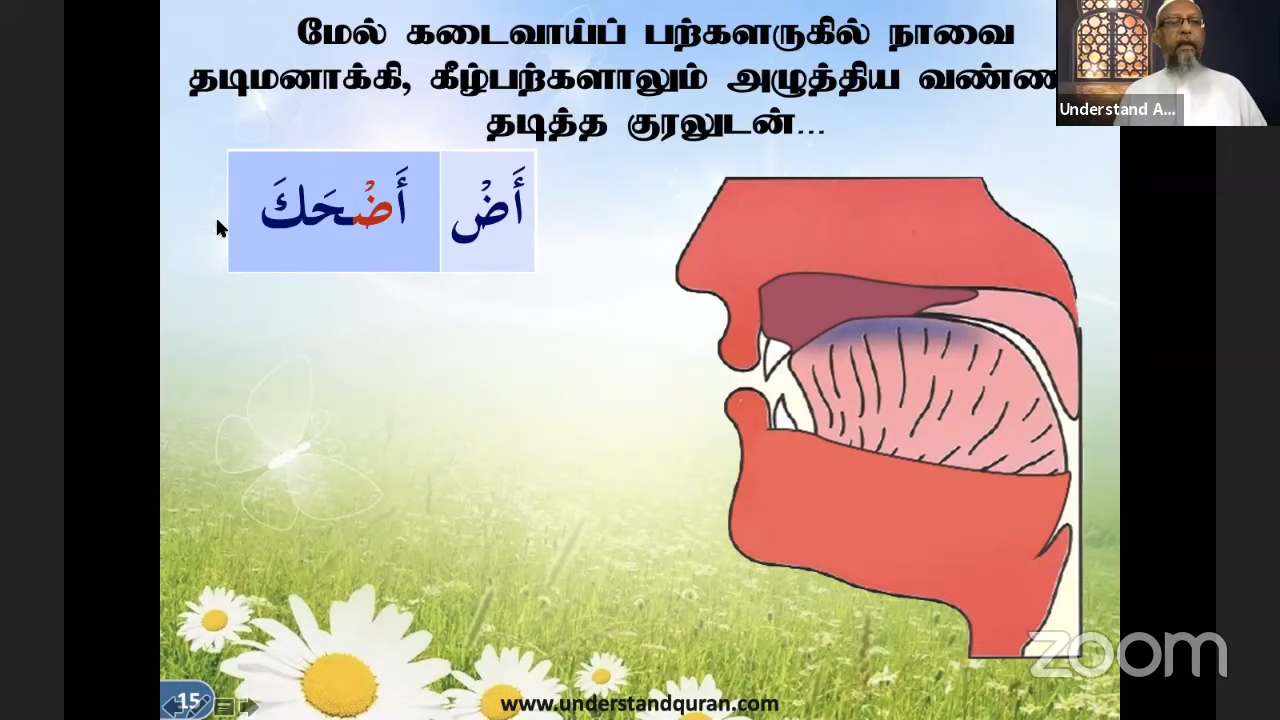 மேல் கடைவாய்ப் பற்களருகில் நாவை
தடிமனாக்கி, கீழ்பற்களாலும் அழுத்திய வண்ண
தடித்த குரலுடன்...
Understand A...
أَضْ
أَضْحَكَ
zoom
15
www.understandquran.com